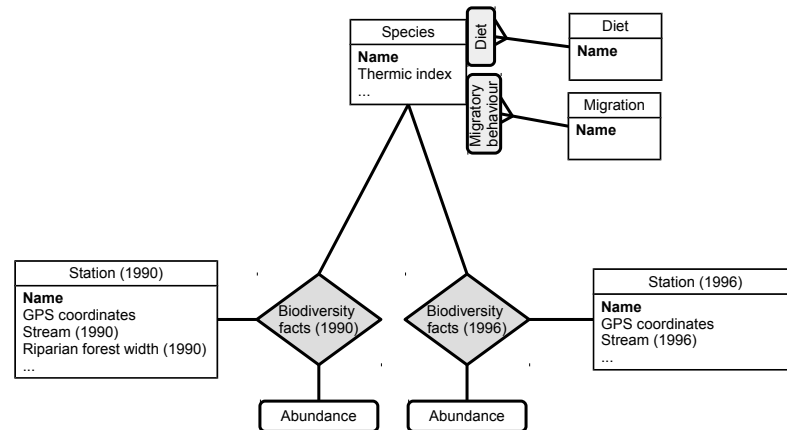 Species
Name
Thermic index
...
Diet
Diet
Name
Migratory
behaviour
Migration
Name
Station (1990)
Name
GPS coordinates
Stream (1990)
Riparian forest width (1990)
...
Biodiversity
facts (1990)
Biodiversity
facts (1996)
Station (1996)
Name
GPS coordinates
Stream (1996)
...
Abundance
Abundance